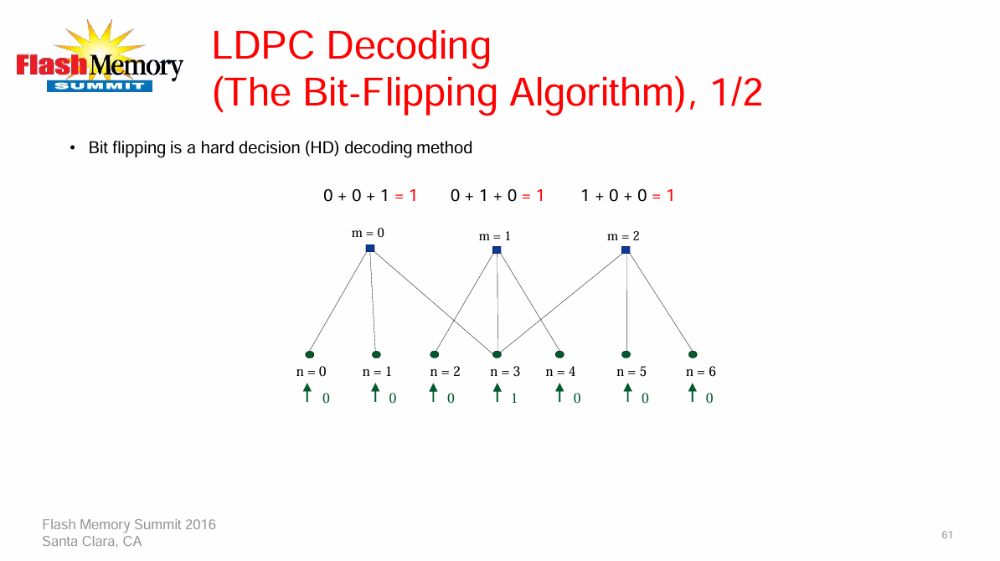 Flash Memory
SUMMIT
LDPC Decoding
(The Bit-Flipping Algorithm), 1/2
• Bit flipping is a hard decision (HD) decoding method
0 + 0 + 1 = 1 0 + 1 + 0 = 1 1 + 0 + 0 = 1
m = 0 m = 1 m = 2
n = 0 n = 1 n = 2 n = 3 n = 4 n = 5 n = 6
0 0 0 1 0 0 0
Flash Memory Summit 2016
Santa Clara, CA
61